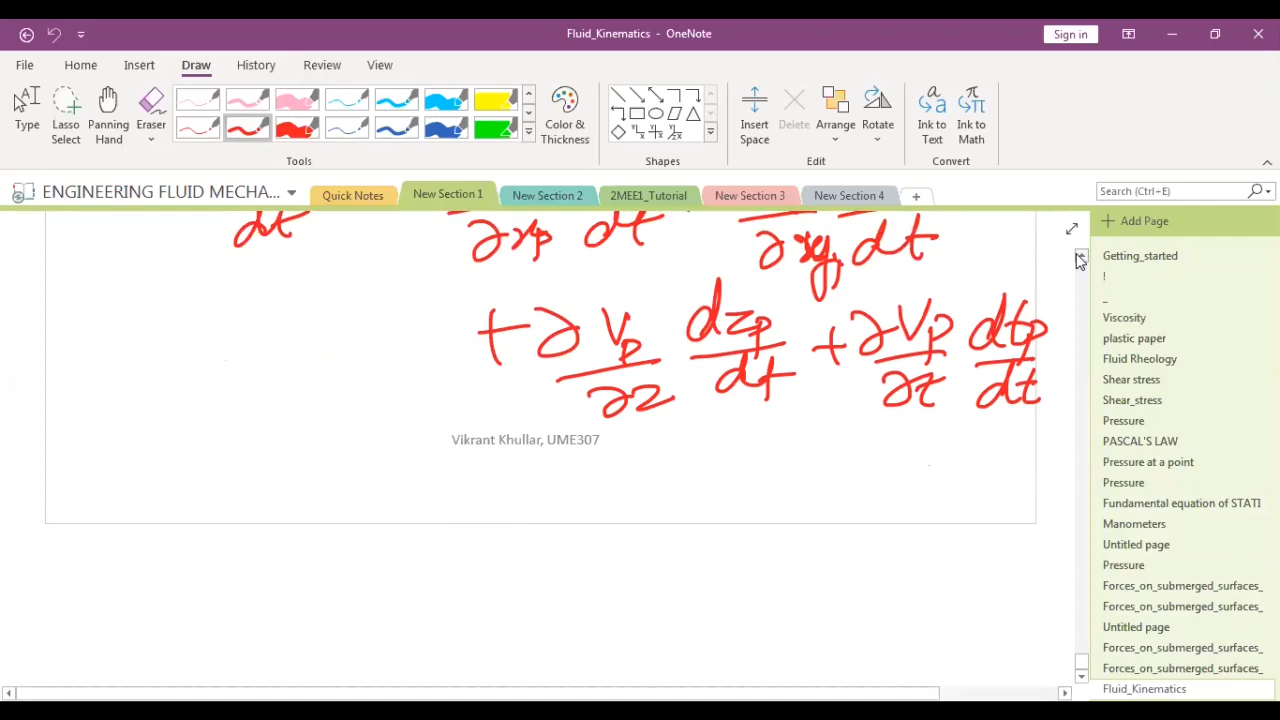 Fluid_Kinematics - OneNote
Sign in
File Home Insert Draw History Review View
Type
Lasso Select
Panning Hand
Eraser
Color & Thickness
Insert Space
Delete
Arrange
Rotate
Ink to Text
Ink to Math
Tools
Shapes
Edit
Convert
ENGINEERING FLUID MECHA...
Quick Notes
New Section 1
New Section 2
2MEE1_Tutorial
New Section 3
New Section 4
Search (Ctrl+E)
dt
∂xp dt
dt
+ ∂Vp/∂z dzp/dt + ∂Vp/∂t dtp/dt
Vikrant Khullar, UME307
Add Page
Getting_started
!
_
Viscosity
plastic paper
Fluid Rheology
Shear stress
Shear_stress
Pressure
PASCAL'S LAW
Pressure at a point
Pressure
Fundamental equation of STATI
Manometers
Untitled page
Pressure
Forces_on_submerged_surfaces_
Forces_on_submerged_surfaces_
Untitled page
Forces_on_submerged_surfaces_
Forces_on_submerged_surfaces_
Fluid_Kinematics